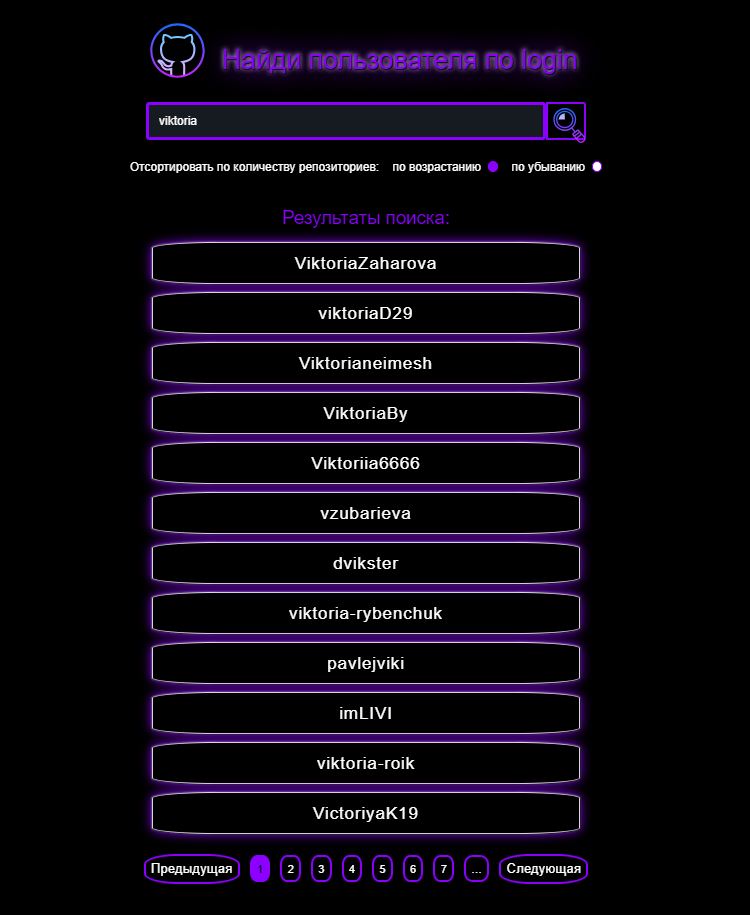 Найди пользователя по login
viktoria
Отсортировать по количеству репозиториев: по возрастанию по убыванию
Результаты поиска:
ViktoriaZaharova
viktoriaD29
Viktorianeimesh
ViktoriaBy
Viktoriia6666
vzubarieva
dvikster
viktoria-rybenchuk
pavlejviki
imLIVI
viktoria-roik
VictoriyaK19
Предыдущая 1 2 3 4 5 6 7 ... Следующая